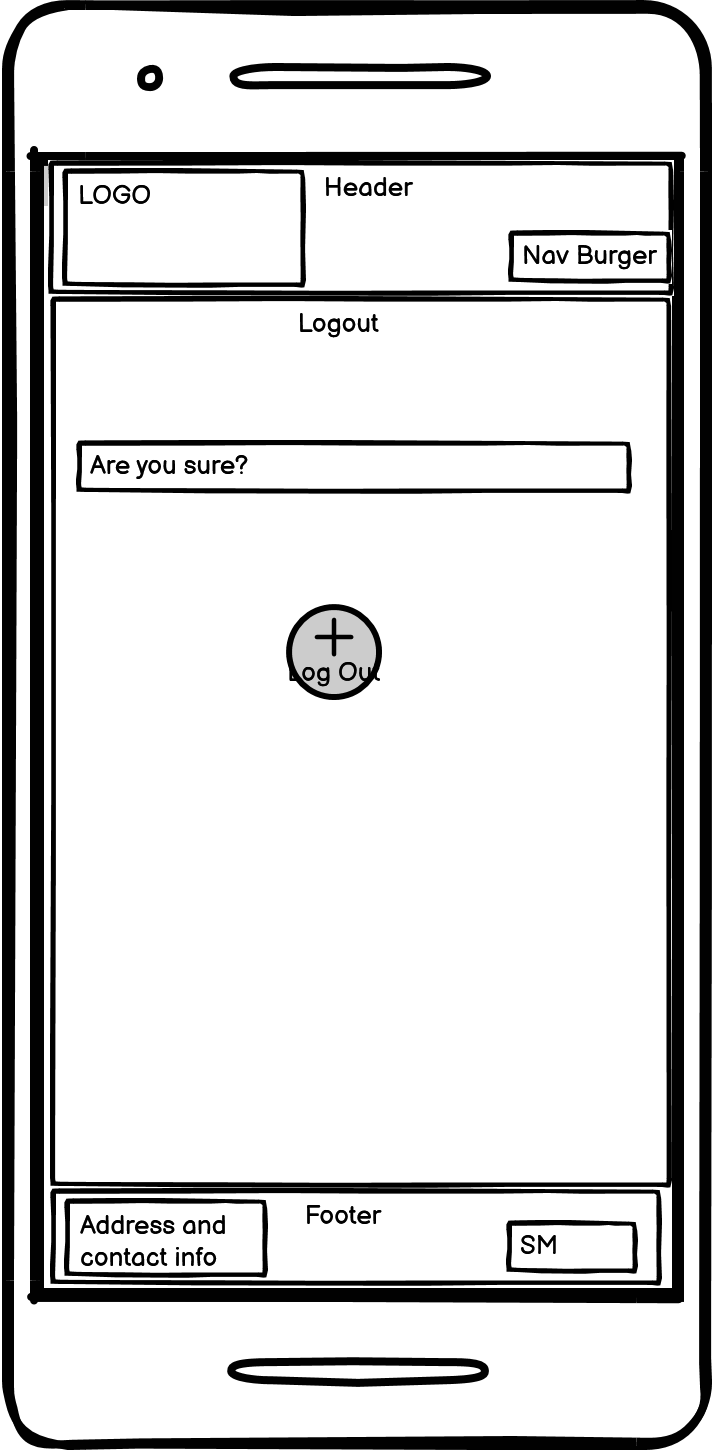 LOGO
Header
Nav Burger
Logout
Are you sure?
Log Out
Footer
Address and
contact info
SM